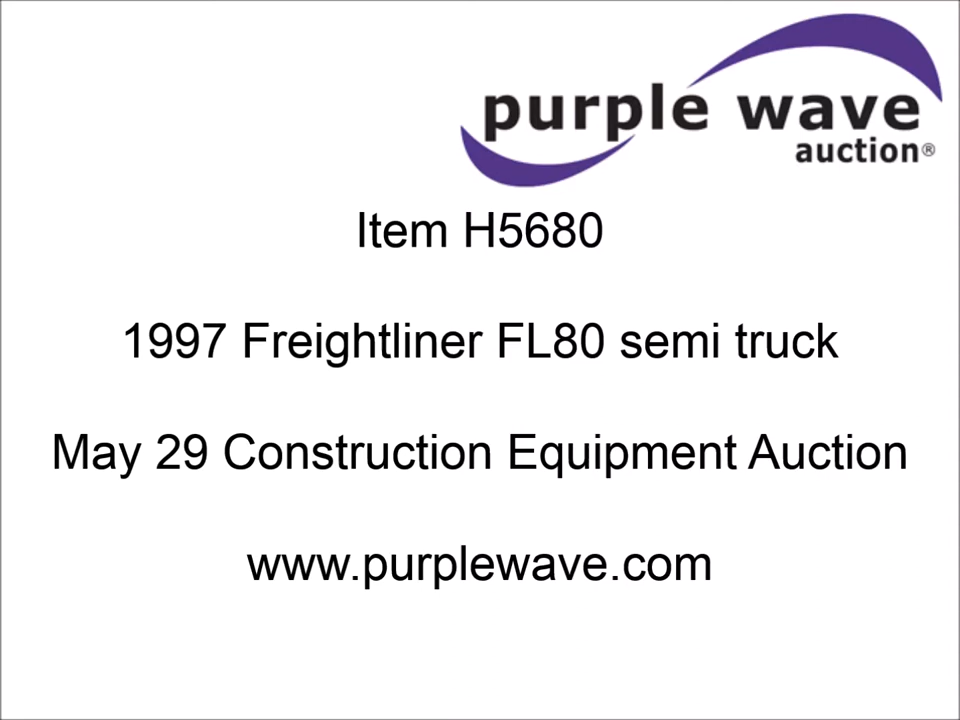 purple wave
auction®
Item H5680
1997 Freightliner FL80 semi truck
May 29 Construction Equipment Auction
www.purplewave.com